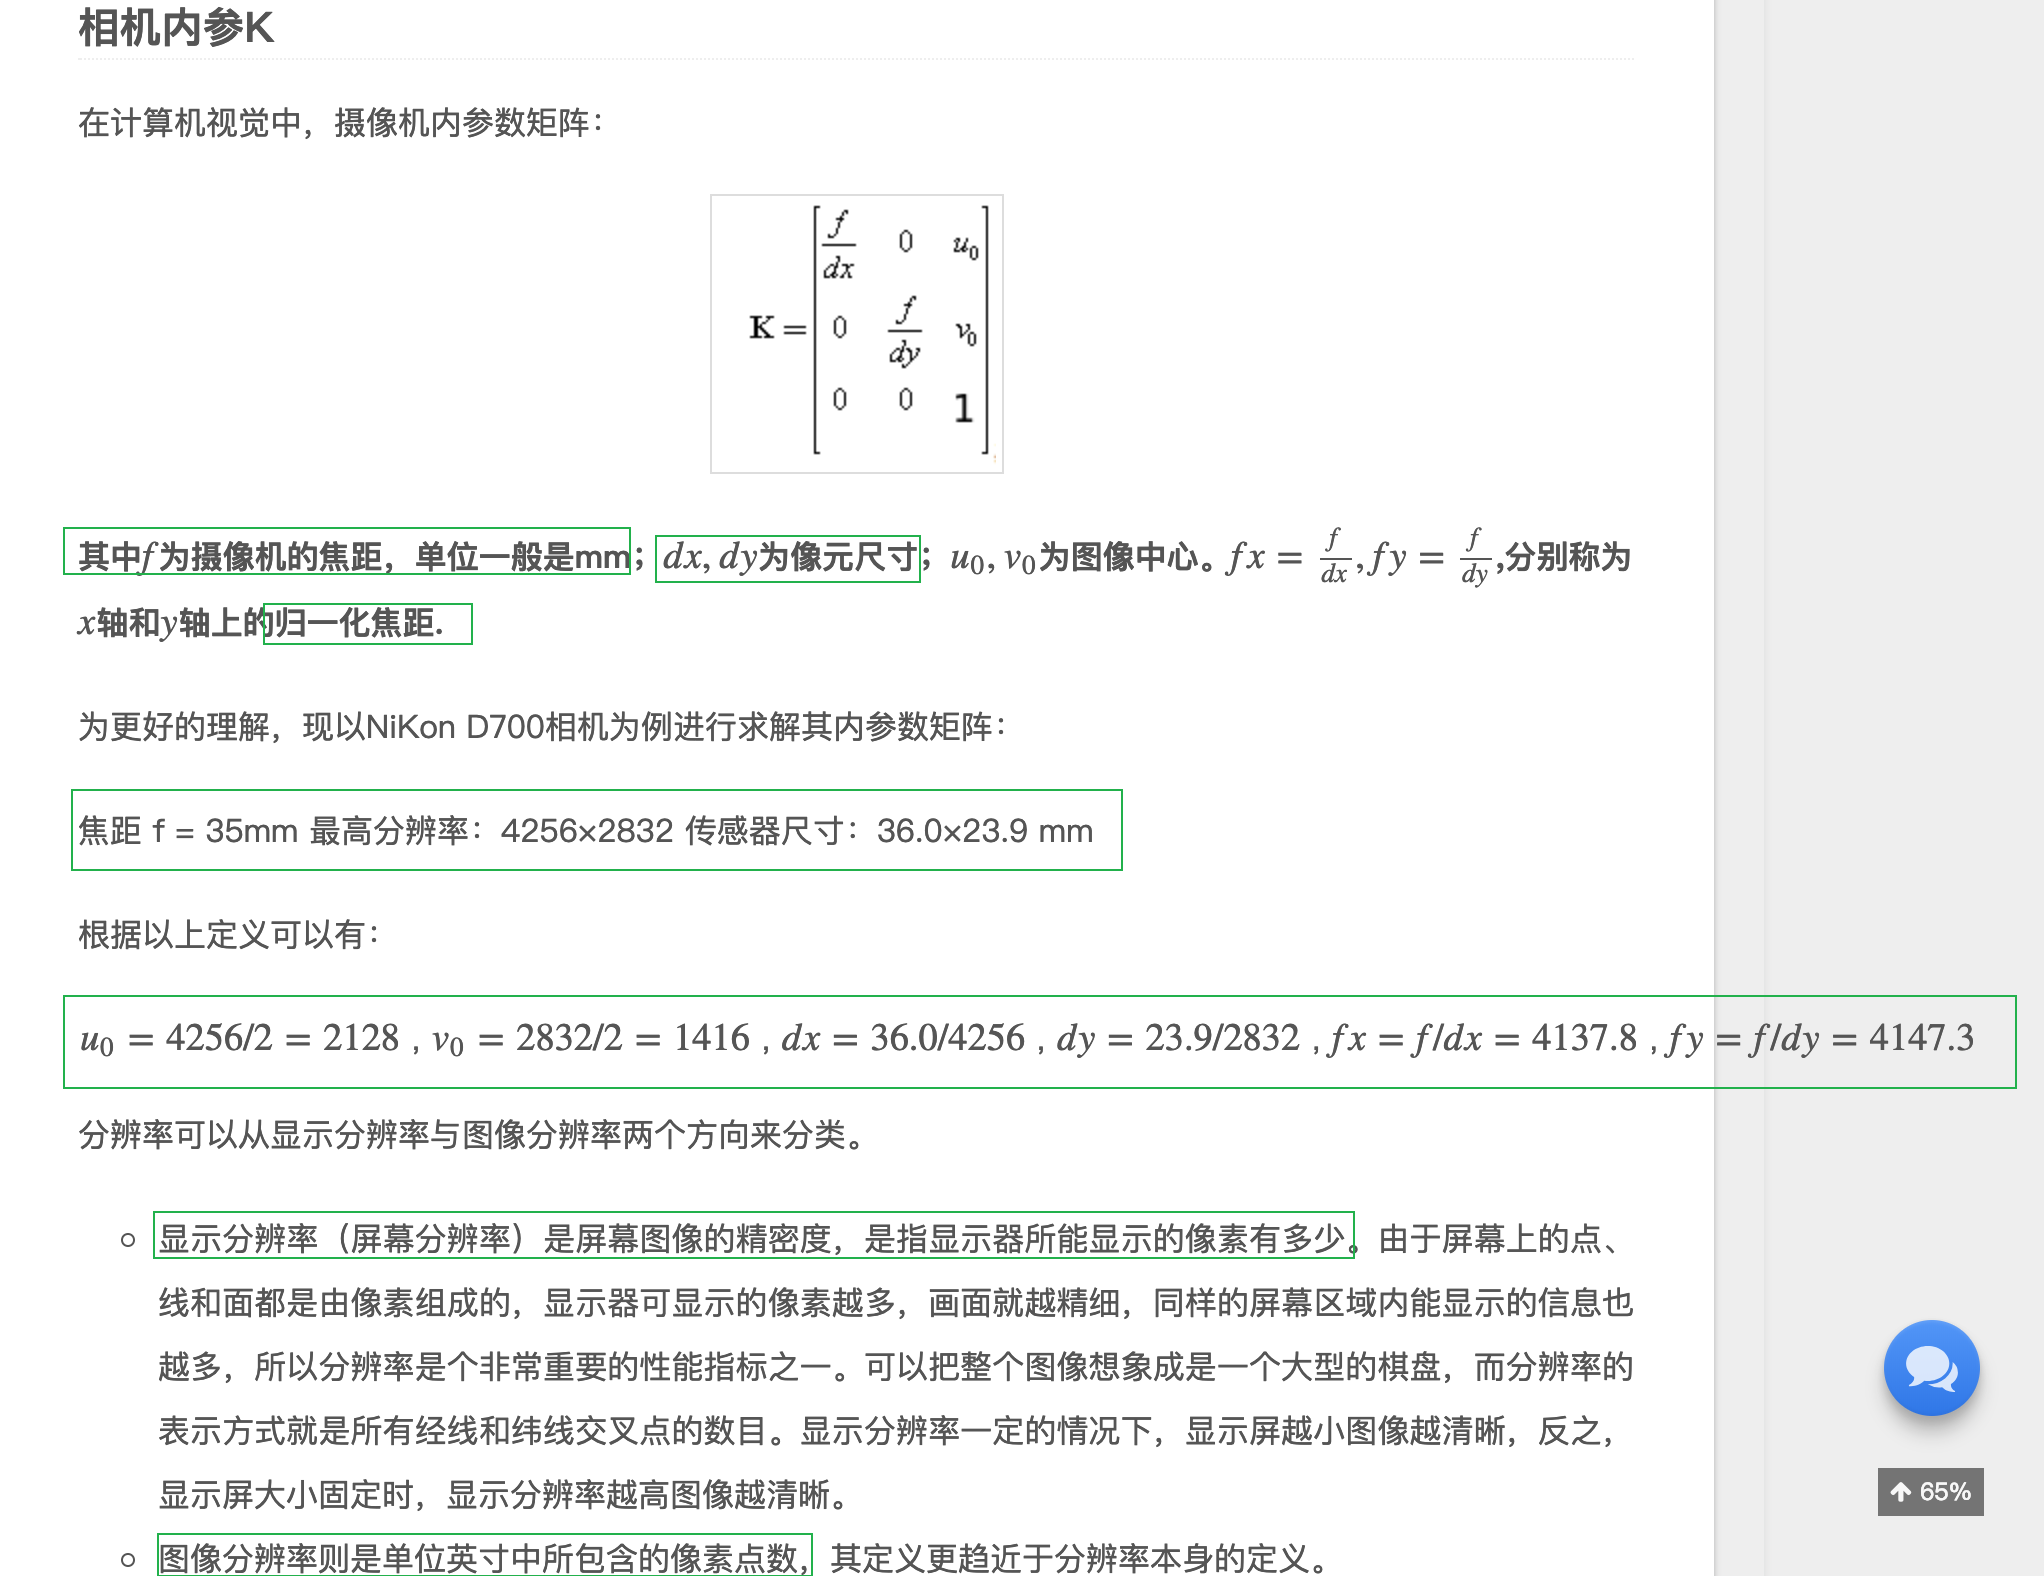 相机内参K
在计算机视觉中，摄像机内参数矩阵：
K = [ f/dx 0 u₀
0 f/dy v₀
0 0 1 ]
其中f为摄像机的焦距，单位一般是mm；dx, dy为像元尺寸；u₀, v₀为图像中心。fx = f/dx, fy = f/dy,分别称为
x轴和y轴上的归一化焦距.
为更好的理解，现以NiKon D700相机为例进行求解其内参数矩阵：
焦距 f = 35mm 最高分辨率：4256×2832 传感器尺寸：36.0×23.9 mm
根据以上定义可以有：
u₀ = 4256/2 = 2128 , v₀ = 2832/2 = 1416 , dx = 36.0/4256 , dy = 23.9/2832 , fx = f/dx = 4137.8 , fy = f/dy = 4147.3
分辨率可以从显示分辨率与图像分辨率两个方向来分类。
○ 显示分辨率（屏幕分辨率）是屏幕图像的精密度，是指显示器所能显示的像素有多少。由于屏幕上的点、
线和面都是由像素组成的，显示器可显示的像素越多，画面就越精细，同样的屏幕区域内能显示的信息也
越多，所以分辨率是个非常重要的性能指标之一。可以把整个图像想象成是一个大型的棋盘，而分辨率的
表示方式就是所有经线和纬线交叉点的数目。显示分辨率一定的情况下，显示屏越小图像越清晰，反之，
显示屏大小固定时，显示分辨率越高图像越清晰。
↑ 65%
○ 图像分辨率则是单位英寸中所包含的像素点数，其定义更趋近于分辨率本身的定义。